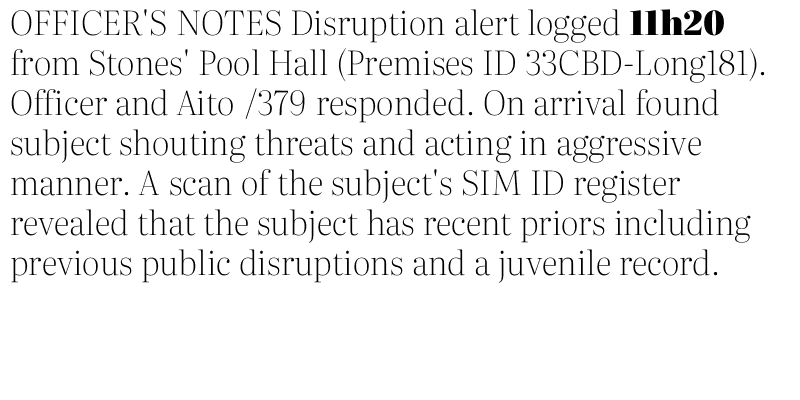 OFFICER'S NOTES Disruption alert logged 11h20
from Stones' Pool Hall (Premises ID 33CBD-Long181).
Officer and Aito /379 responded. On arrival found
subject shouting threats and acting in aggressive
manner. A scan of the subject's SIM ID register
revealed that the subject has recent priors including
previous public disruptions and a juvenile record.